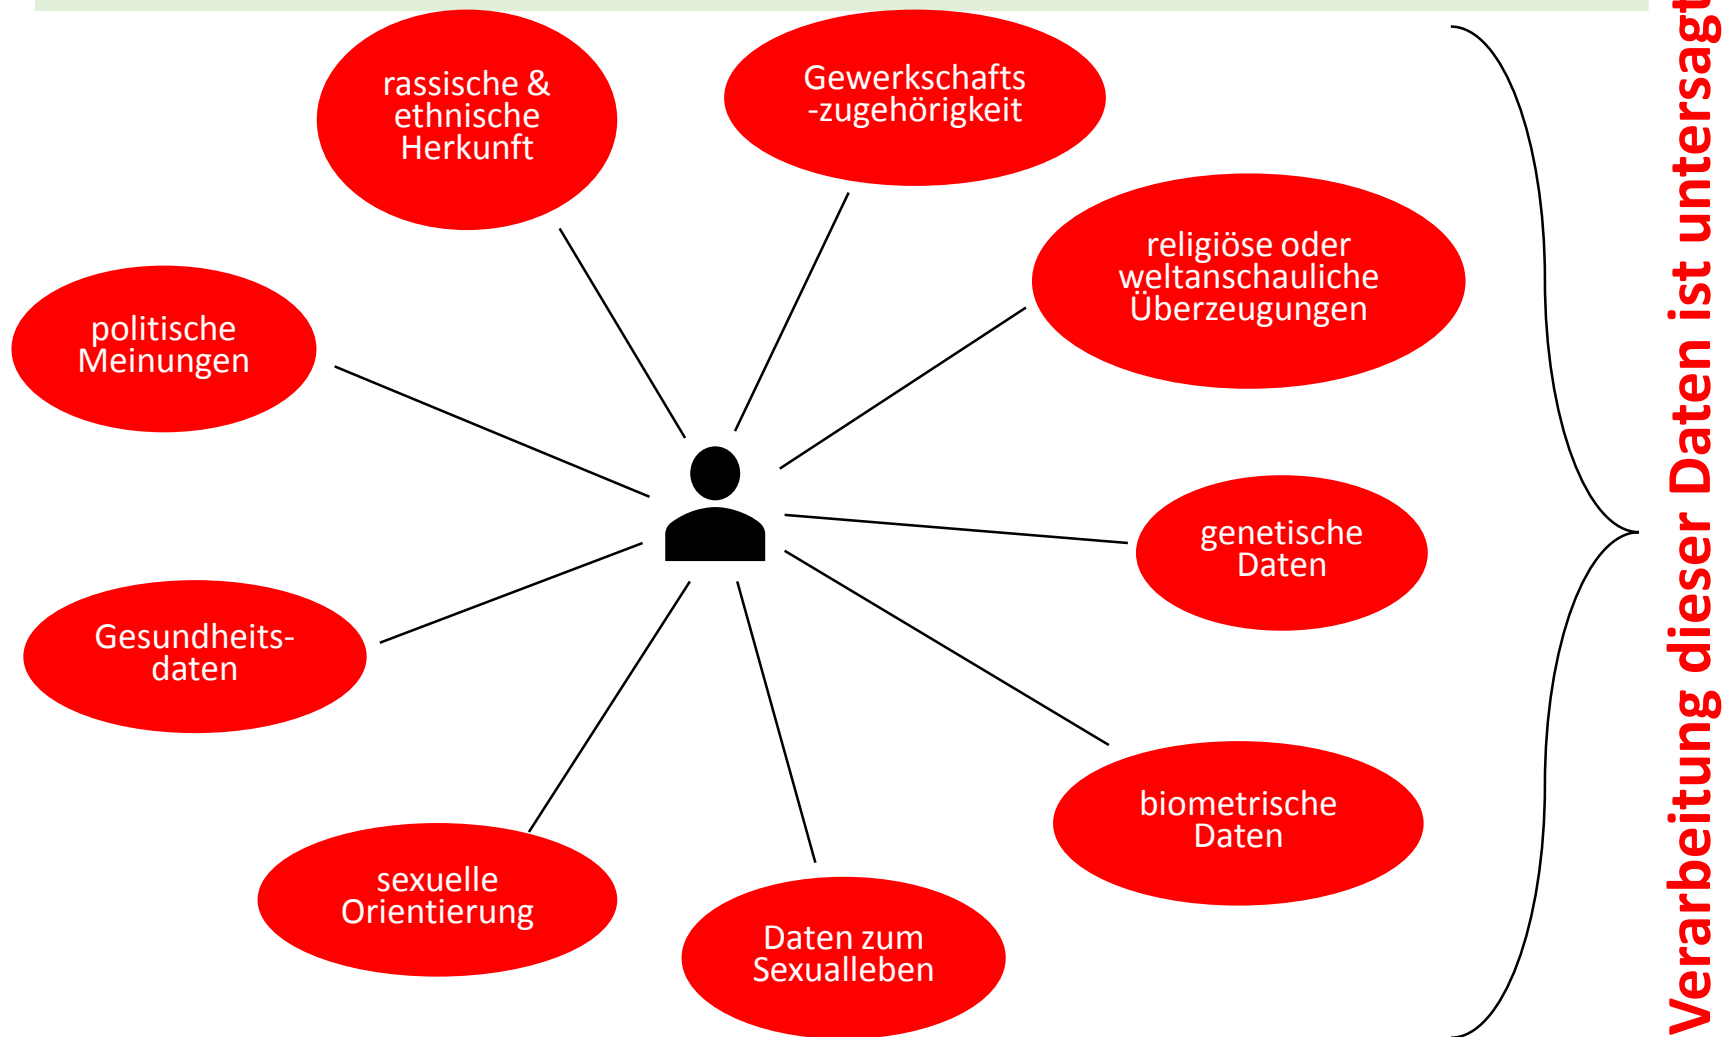 rassische &
ethnische
Herkunft
Gewerkschafts
-zugehörigkeit
religiöse oder
weltanschauliche
Überzeugungen
politische
Meinungen
genetische
Daten
Gesundheits-
daten
biometrische
Daten
sexuelle
Orientierung
Daten zum
Sexualleben
Verarbeitung dieser Daten ist untersagt